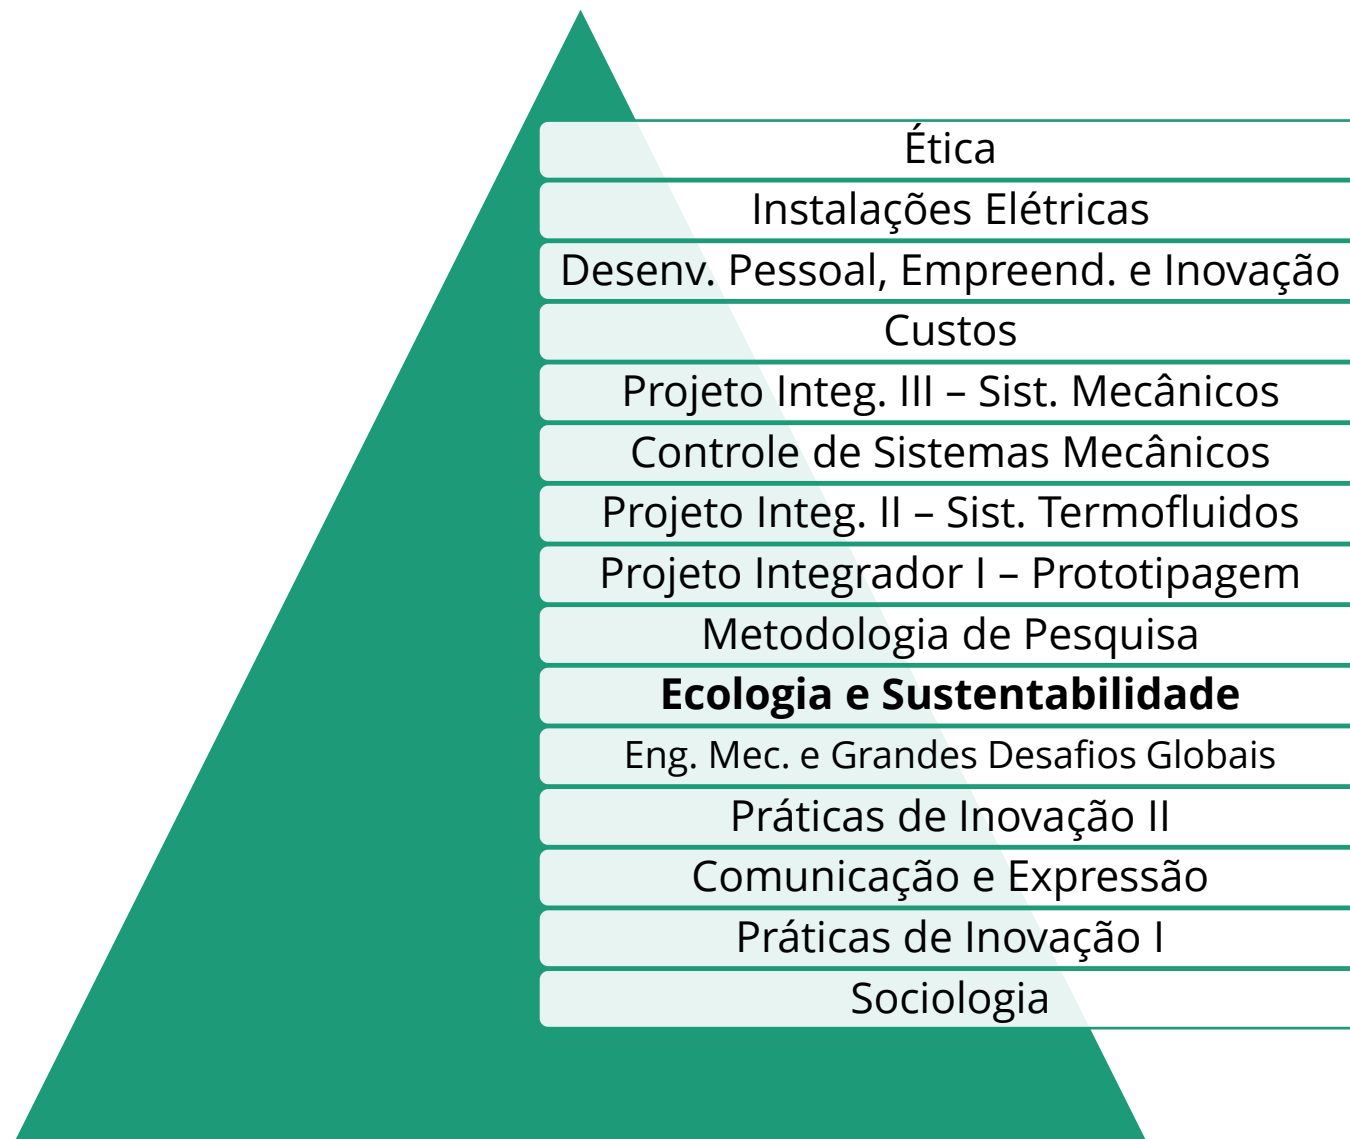 Ética
Instalações Elétricas
Desenv. Pessoal, Empreend. e Inovação
Custos
Projeto Integ. III – Sist. Mecânicos
Controle de Sistemas Mecânicos
Projeto Integ. II – Sist. Termofluidos
Projeto Integrador I – Prototipagem
Metodologia de Pesquisa
Ecologia e Sustentabilidade
Eng. Mec. e Grandes Desafios Globais
Práticas de Inovação II
Comunicação e Expressão
Práticas de Inovação I
Sociologia